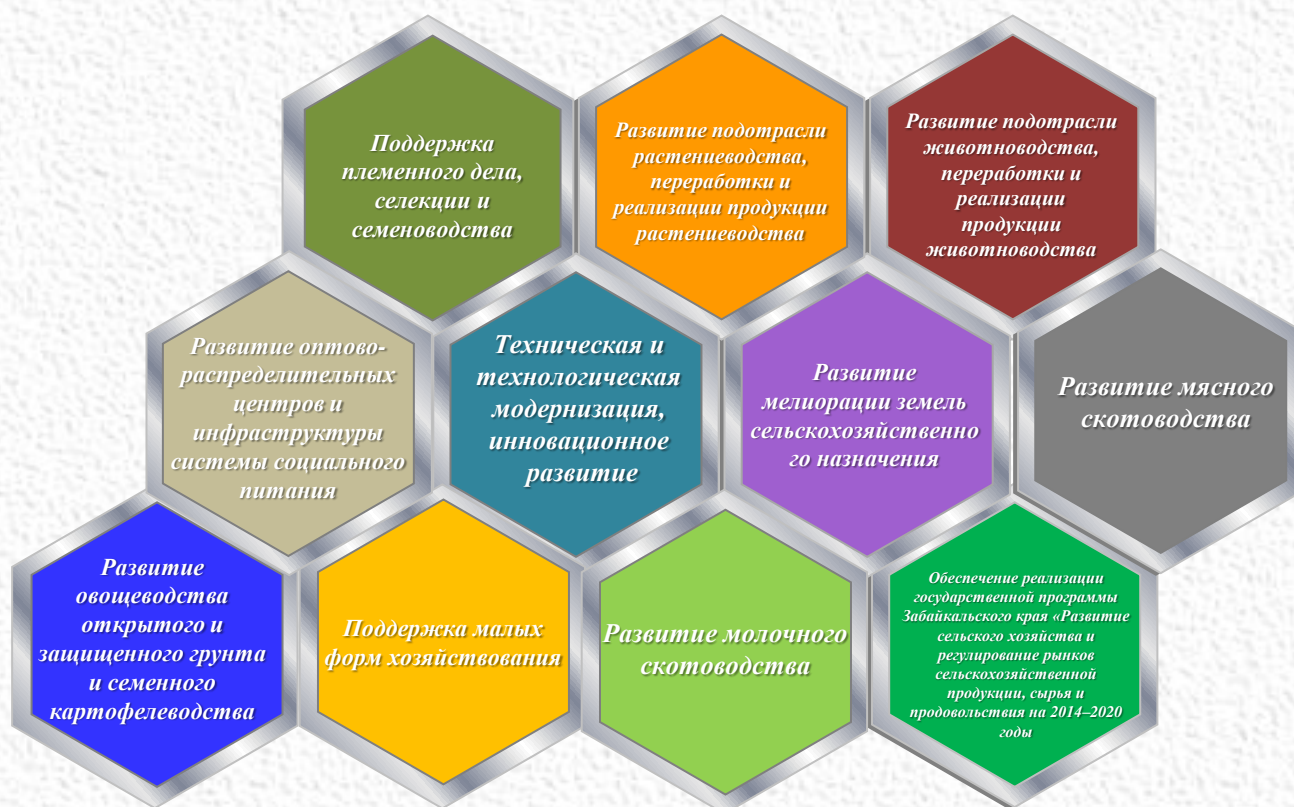 Поддержка
племенного дела,
селекции и
семеноводства
Развитие подотрасли
растениеводства,
переработки и
реализации продукции
растениеводства
Развитие подотрасли
животноводства,
переработки и
реализации
продукции
животноводства
Развитие оптово-
распределительных
центров и
инфраструктуры
системы социального
питания
Техническая и
технологическая
модернизация,
инновационное
развитие
Развитие
мелиорации земель
сельскохозяйственно
го назначения
Развитие мясного
скотоводства
Развитие
овощеводства
открытого и
защищенного грунта
и семенного
картофелеводства
Поддержка малых
форм хозяйствования
Развитие молочного
скотоводства
Обеспечение реализации
государственной программы
Забайкальского края «Развитие
сельского хозяйства и
регулирование рынков
сельскохозяйственной
продукции, сырья и
продовольствия на 2014–2020
годы